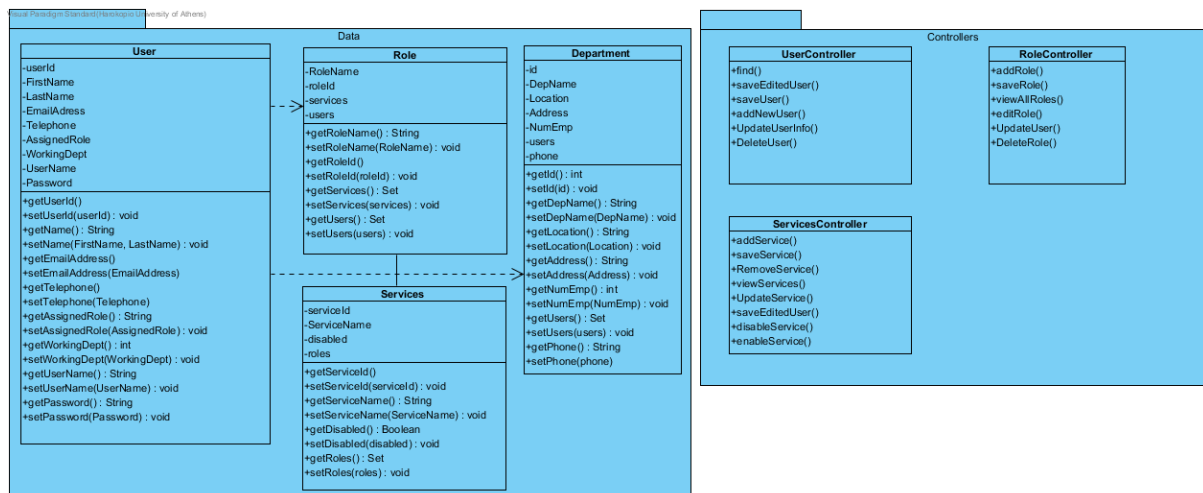 Visual Paradigm Standard(Harokopio University of Athens)
Data
User
-userId
-FirstName
-LastName
-EmailAdress
-Telephone
-AssignedRole
-WorkingDept
-UserName
-Password
+getUserId()
+setUserId(userId) : void
+getName() : String
+setName(FirstName, LastName) : void
+getEmailAddress()
+setEmailAddress(EmailAddress)
+getTelephone()
+setTelephone(Telephone)
+getAssignedRole() : String
+setAssignedRole(AssignedRole) : void
+getWorkingDept() : int
+setWorkingDept(WorkingDept) : void
+getUserName() : String
+setUserName(UserName) : void
+getPassword() : String
+setPassword(Password) : void
Role
-RoleName
-roleId
-services
-users
+getRoleName() : String
+setRoleName(RoleName) : void
+getRoleId()
+setRoleId(roleId) : void
+getServices() : Set
+setServices(services) : void
+getUsers() : Set
+setUsers(users) : void
Services
-serviceId
-ServiceName
-disabled
-roles
+getServiceId()
+setServiceId(serviceId) : void
+getServiceName() : String
+setServiceName(ServiceName) : void
+getDisabled() : Boolean
+setDisabled(disabled) : void
+getRoles() : Set
+setRoles(roles) : void
Department
-id
-DepName
-Location
-Address
-NumEmp
-users
-phone
+getId() : int
+setId(id) : void
+getDepName() : String
+setDepName(DepName) : void
+getLocation() : String
+setLocation(Location) : void
+getAddress() : String
+setAddress(Address) : void
+getNumEmp() : int
+setNumEmp(NumEmp) : void
+getUsers() : Set
+setUsers(users) : void
+getPhone() : String
+setPhone(phone)
Controllers
UserController
+find()
+saveEditedUser()
+saveUser()
+addNewUser()
+UpdateUserInfo()
+DeleteUser()
RoleController
+addRole()
+saveRole()
+viewAllRoles()
+editRole()
+UpdateUser()
+DeleteRole()
ServicesController
+addService()
+saveService()
+RemoveService()
+viewServices()
+UpdateService()
+saveEditedUser()
+disableService()
+enableService()